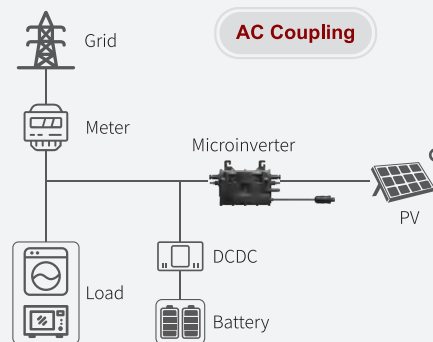 Grid
AC Coupling
Meter
Microinverter
PV
DCDC
Load
Battery